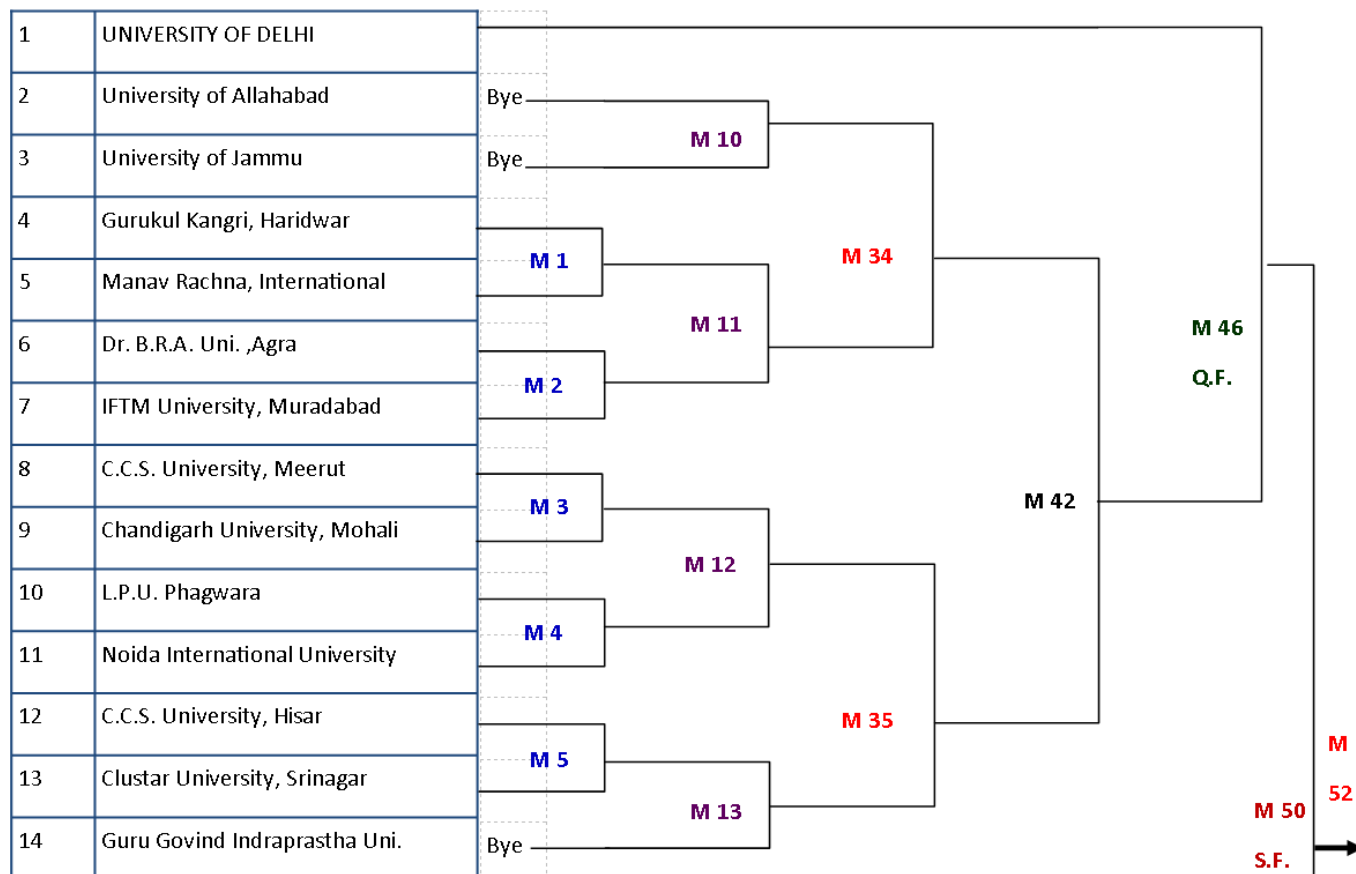 1 UNIVERSITY OF DELHI
2 University of Allahabad Bye
M 10
3 University of Jammu Bye
4 Gurukul Kangri, Haridwar
M 1
M 34
5 Manav Rachna, International
M 11
M 46
6 Dr. B.R.A. Uni. ,Agra
M 2
Q.F.
7 IFTM University, Muradabad
8 C.C.S. University, Meerut
M 3
M 42
9 Chandigarh University, Mohali
M 12
10 L.P.U. Phagwara
M 4
11 Noida International University
12 C.C.S. University, Hisar
M 35
M
M 5
13 Clustar University, Srinagar
52
M 13
M 50
14 Guru Govind Indraprastha Uni. Bye
S.F.